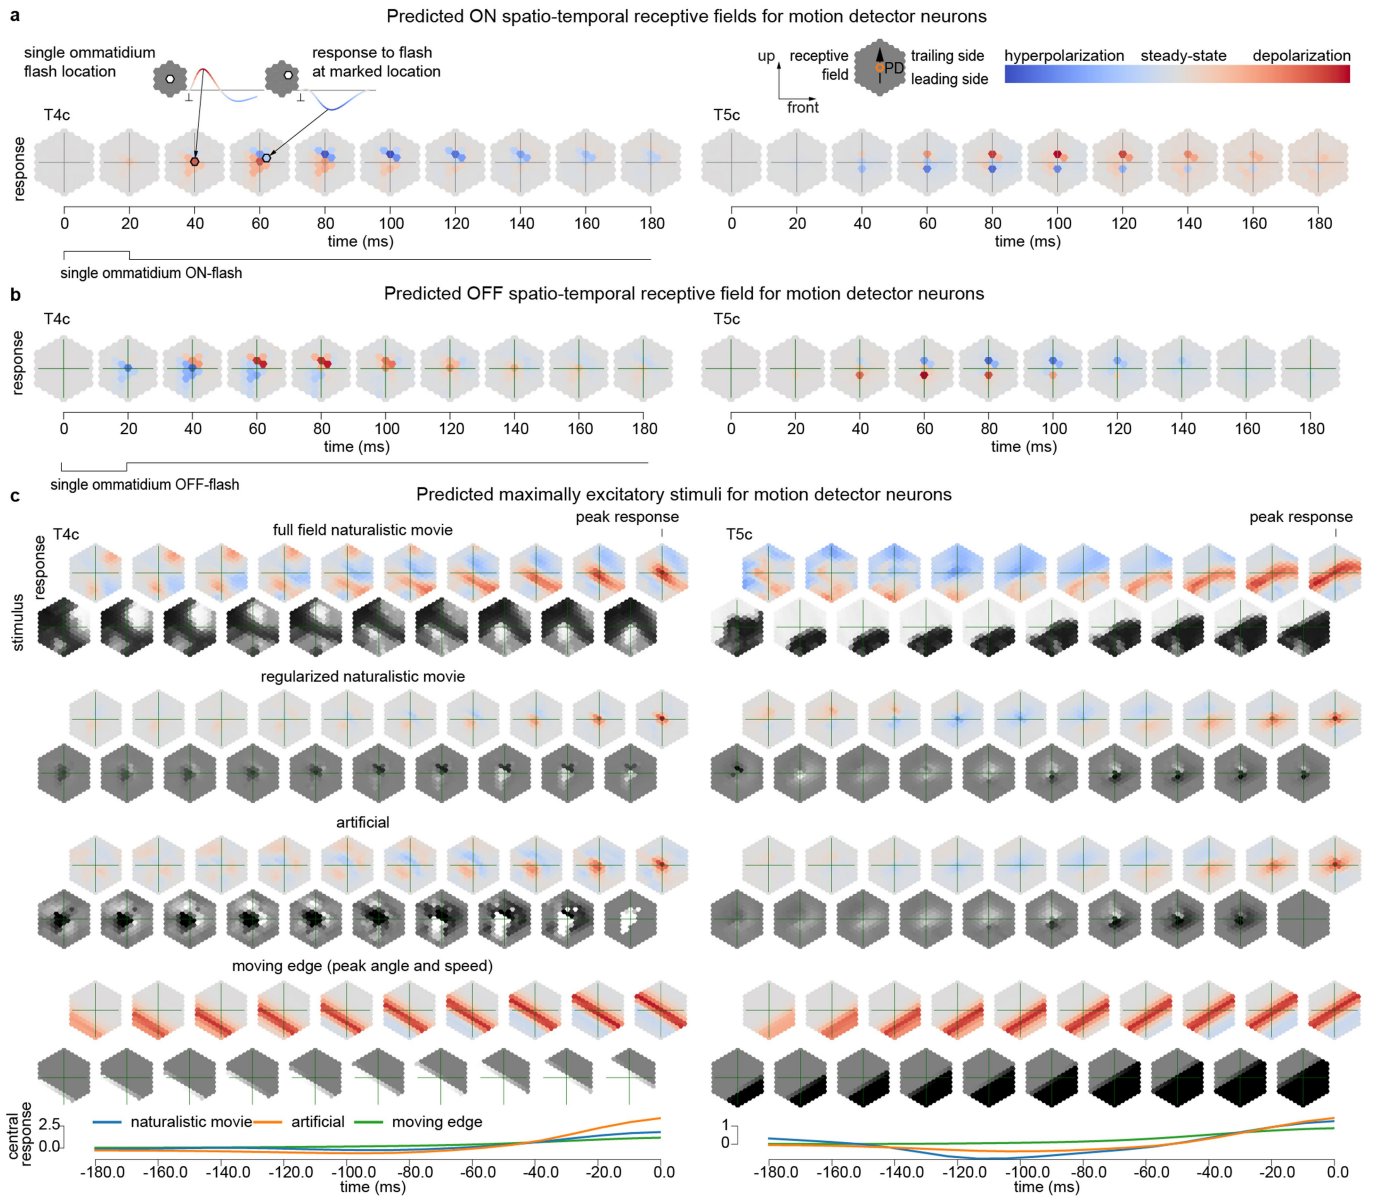 a
Predicted ON spatio-temporal receptive fields for motion detector neurons
single ommatidium
flash location
response to flash
at marked location
up
front
receptive
field
PD
trailing side
leading side
hyperpolarization steady-state depolarization
T4c
T5c
response
0 20 40 60 80 100 120 140 160 180
time (ms)
0 20 40 60 80 100 120 140 160 180
time (ms)
single ommatidium ON-flash
b
Predicted OFF spatio-temporal receptive field for motion detector neurons
T4c
T5c
response
0 20 40 60 80 100 120 140 160 180
time (ms)
0 20 40 60 80 100 120 140 160 180
time (ms)
single ommatidium OFF-flash
c
Predicted maximally excitatory stimuli for motion detector neurons
T4c
full field naturalistic movie
peak response
T5c
peak response
response
stimulus
regularized naturalistic movie
artificial
moving edge (peak angle and speed)
central
response
2.5
0.0
naturalistic movie artificial moving edge
1
0
-180.0 -160.0 -140.0 -120.0 -100.0 -80.0 -60.0 -40.0 -20.0 0.0
time (ms)
-180.0 -160.0 -140.0 -120.0 -100.0 -80.0 -60.0 -40.0 -20.0 0.0
time (ms)